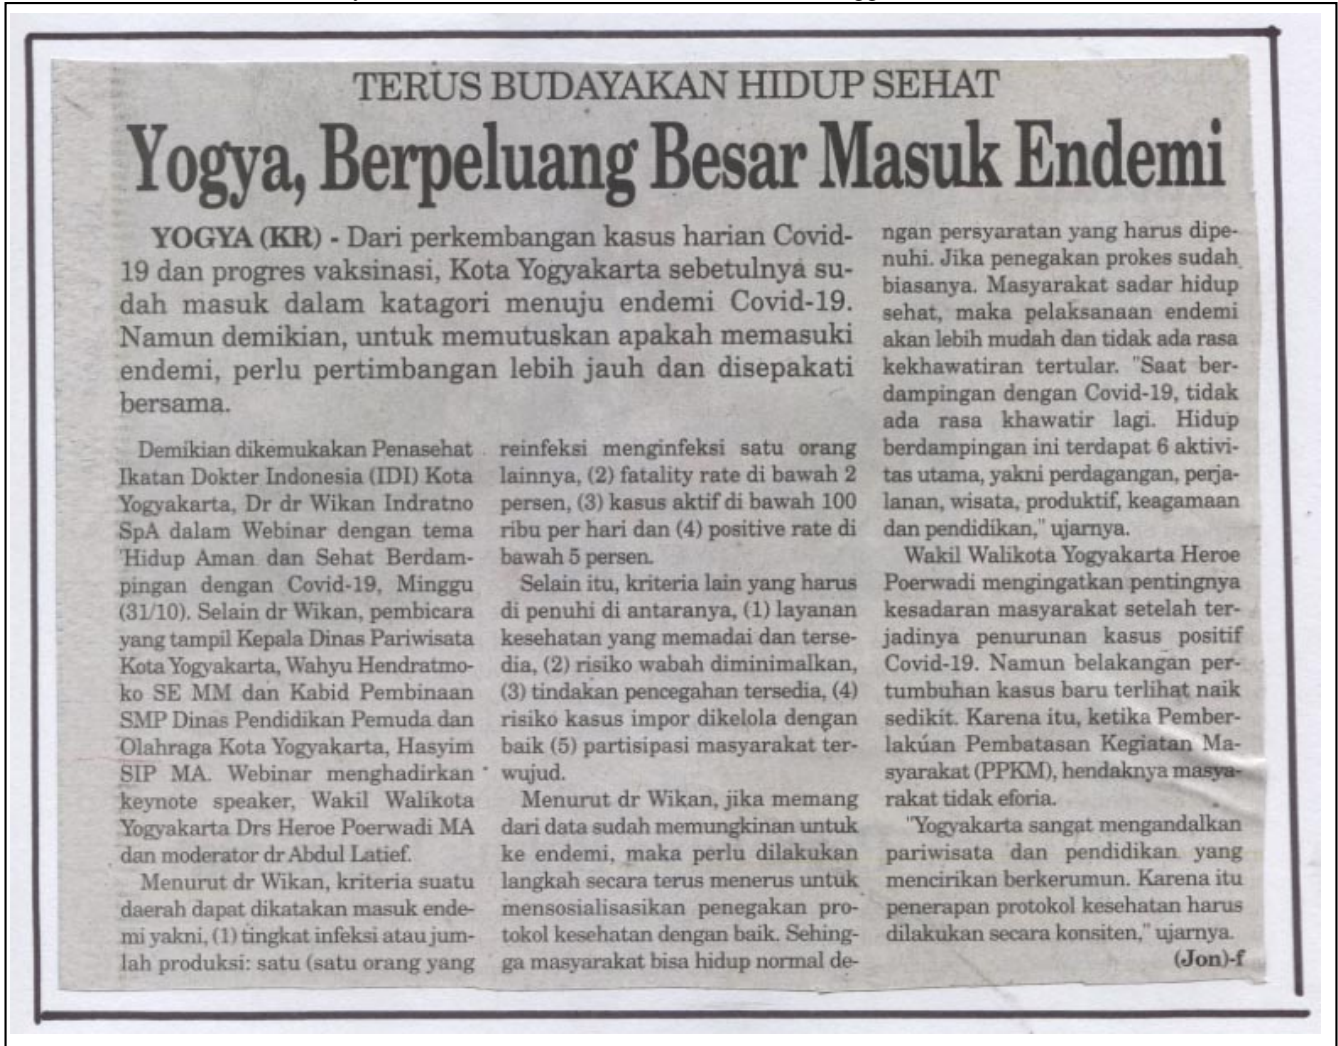 TERUS BUDAYAKAN HIDUP SEHAT
Yogya, Berpeluang Besar Masuk Endemi
YOGYA (KR) - Dari perkembangan kasus harian Covid-
19 dan progres vaksinasi, Kota Yogyakarta sebetulnya su-
dah masuk dalam katagori menuju endemi Covid-19.
Namun demikian, untuk memutuskan apakah memasuki
endemi, perlu pertimbangan lebih jauh dan disepakati
bersama.
Demikian dikemukakan Penasehat
Ikatan Dokter Indonesia (IDI) Kota
Yogyakarta, Dr dr Wikan Indratno
SpA dalam Webinar dengan tema
'Hidup Aman dan Sehat Berdam-
pingan dengan Covid-19, Minggu
(31/10). Selain dr Wikan, pembicara
yang tampil Kepala Dinas Pariwisata
Kota Yogyakarta, Wahyu Hendratmo-
ko SE MM dan Kabid Pembinaan
SMP Dinas Pendidikan Pemuda dan
Olahraga Kota Yogyakarta, Hasyim
SIP MA. Webinar menghadirkan
keynote speaker, Wakil Walikota
Yogyakarta Drs Heroe Poerwadi MA
dan moderator dr Abdul Latief.
Menurut dr Wikan, kriteria suatu
daerah dapat dikatakan masuk ende-
mi yakni, (1) tingkat infeksi atau jum-
lah produksi: satu (satu orang yang
reinfeksi menginfeksi satu orang
lainnya, (2) fatality rate di bawah 2
persen, (3) kasus aktif di bawah 100
ribu per hari dan (4) positive rate di
bawah 5 persen.
Selain itu, kriteria lain yang harus
di penuhi di antaranya, (1) layanan
kesehatan yang memadai dan terse-
dia, (2) risiko wabah diminimalkan,
(3) tindakan pencegahan tersedia, (4)
risiko kasus impor dikelola dengan
baik (5) partisipasi masyarakat ter-
wujud.
Menurut dr Wikan, jika memang
dari data sudah memungkinan untuk
ke endemi, maka perlu dilakukan
langkah secara terus menerus untuk
mensosialisasikan penegakan pro-
tokol kesehatan dengan baik. Sehing-
ga masyarakat bisa hidup normal de-
ngan persyaratan yang harus dipe-
nuhi. Jika penegakan prokes sudah
biasanya. Masyarakat sadar hidup
sehat, maka pelaksanaan endemi
akan lebih mudah dan tidak ada rasa
kekhawatiran tertular. "Saat ber-
dampingan dengan Covid-19, tidak
ada rasa khawatir lagi. Hidup
berdampingan ini terdapat 6 aktivi-
tas utama, yakni perdagangan, perja-
lanan, wisata, produktif, keagamaan
dan pendidikan," ujarnya.
Wakil Walikota Yogyakarta Heroe
Poerwadi mengingatkan pentingnya
kesadaran masyarakat setelah ter-
jadinya penurunan kasus positif
Covid-19. Namun belakangan per-
tumbuhan kasus baru terlihat naik
sedikit. Karena itu, ketika Pember-
lakúan Pembatasan Kegiatan Ma-
syarakat (PPKM), hendaknya masya-
rakat tidak eforia.
"Yogyakarta sangat mengandalkan
pariwisata dan pendidikan yang
mencirikan berkerumun. Karena itu
penerapan protokol kesehatan harus
dilakukan secara konsiten," ujarnya.
(Jon)-f